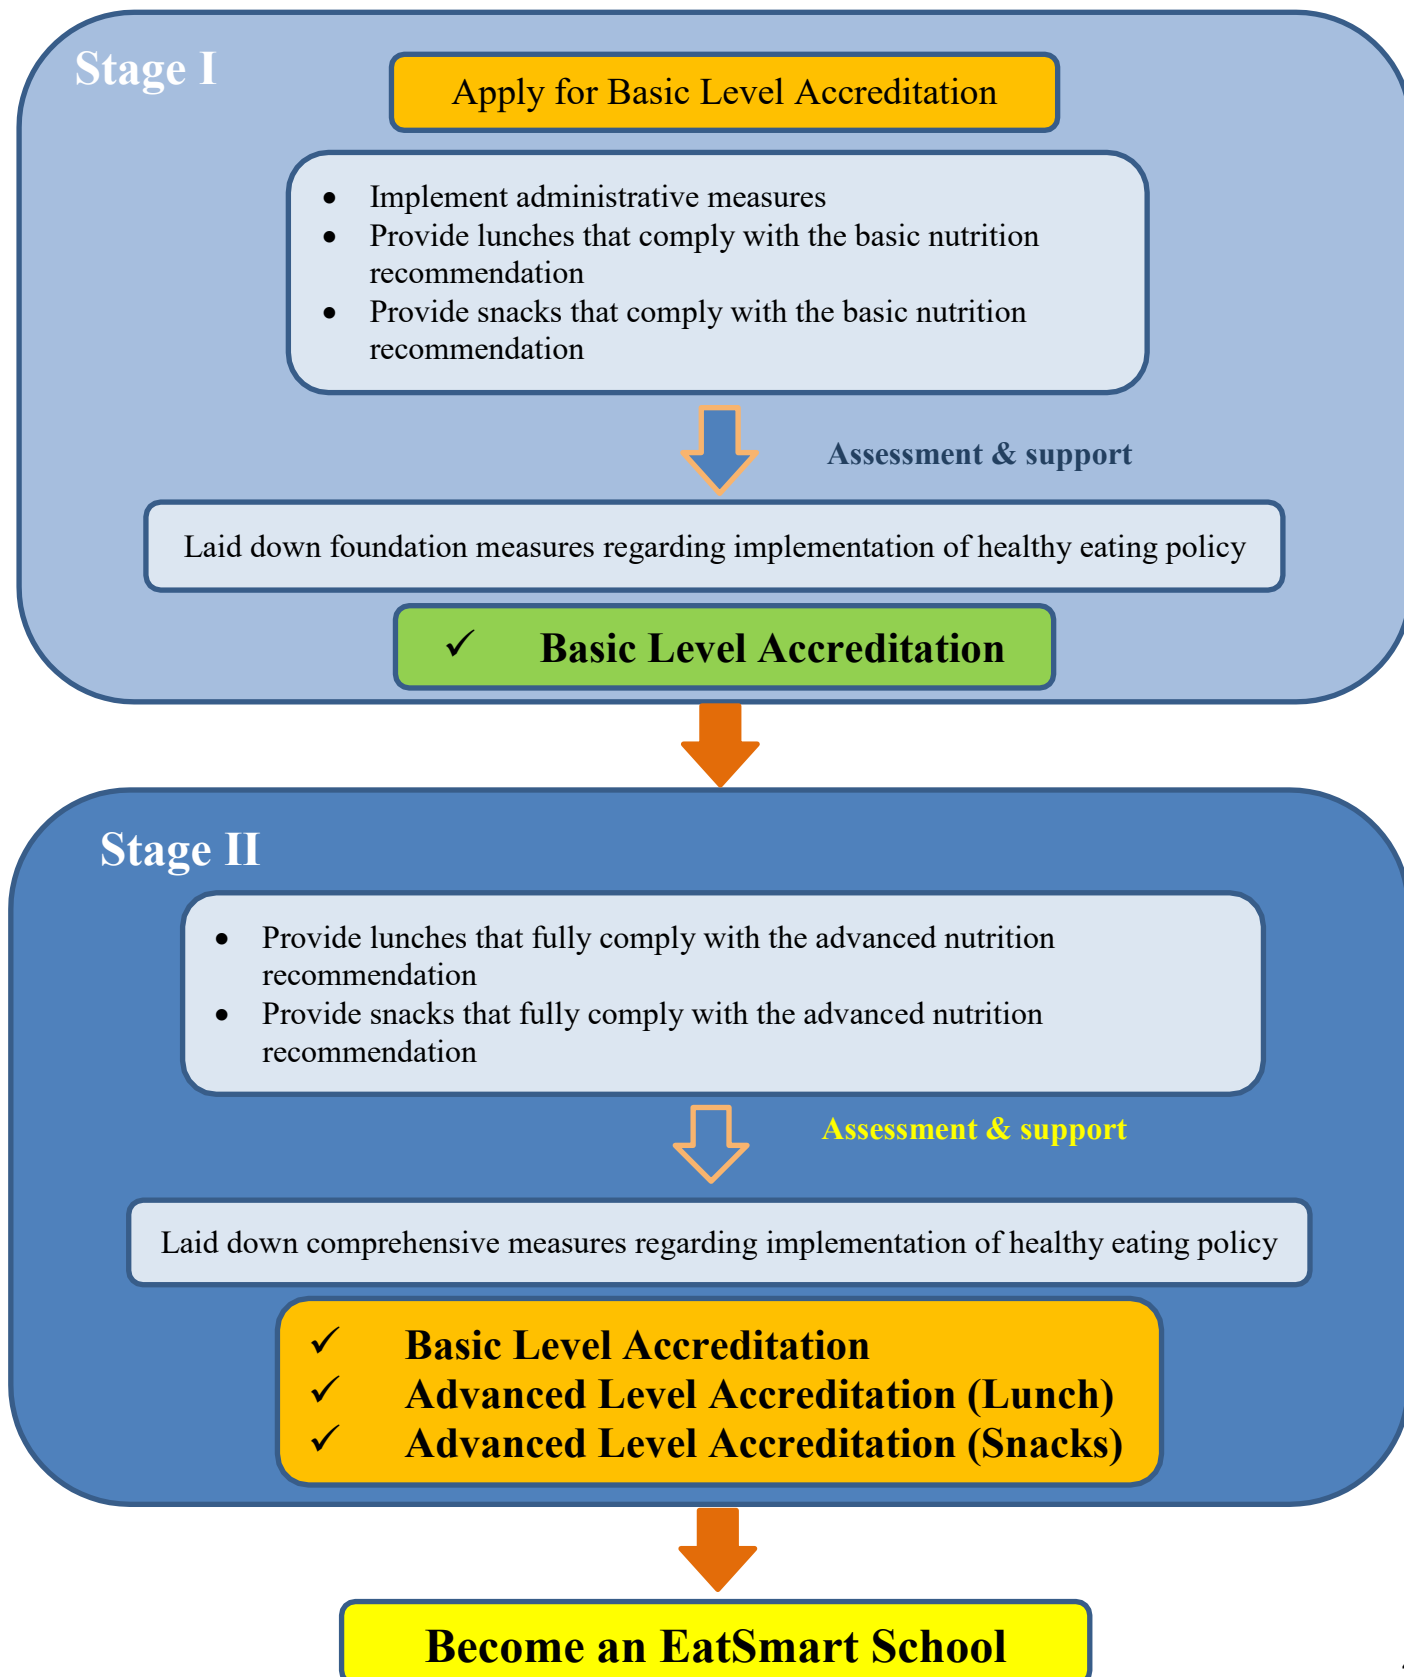 Stage I
Apply for Basic Level Accreditation
• Implement administrative measures
• Provide lunches that comply with the basic nutrition
recommendation
• Provide snacks that comply with the basic nutrition
recommendation
Assessment & support
Laid down foundation measures regarding implementation of healthy eating policy
✓ Basic Level Accreditation
Stage II
• Provide lunches that fully comply with the advanced nutrition
recommendation
• Provide snacks that fully comply with the advanced nutrition
recommendation
Assessment & support
Laid down comprehensive measures regarding implementation of healthy eating policy
✓ Basic Level Accreditation
✓ Advanced Level Accreditation (Lunch)
✓ Advanced Level Accreditation (Snacks)
Become an EatSmart School